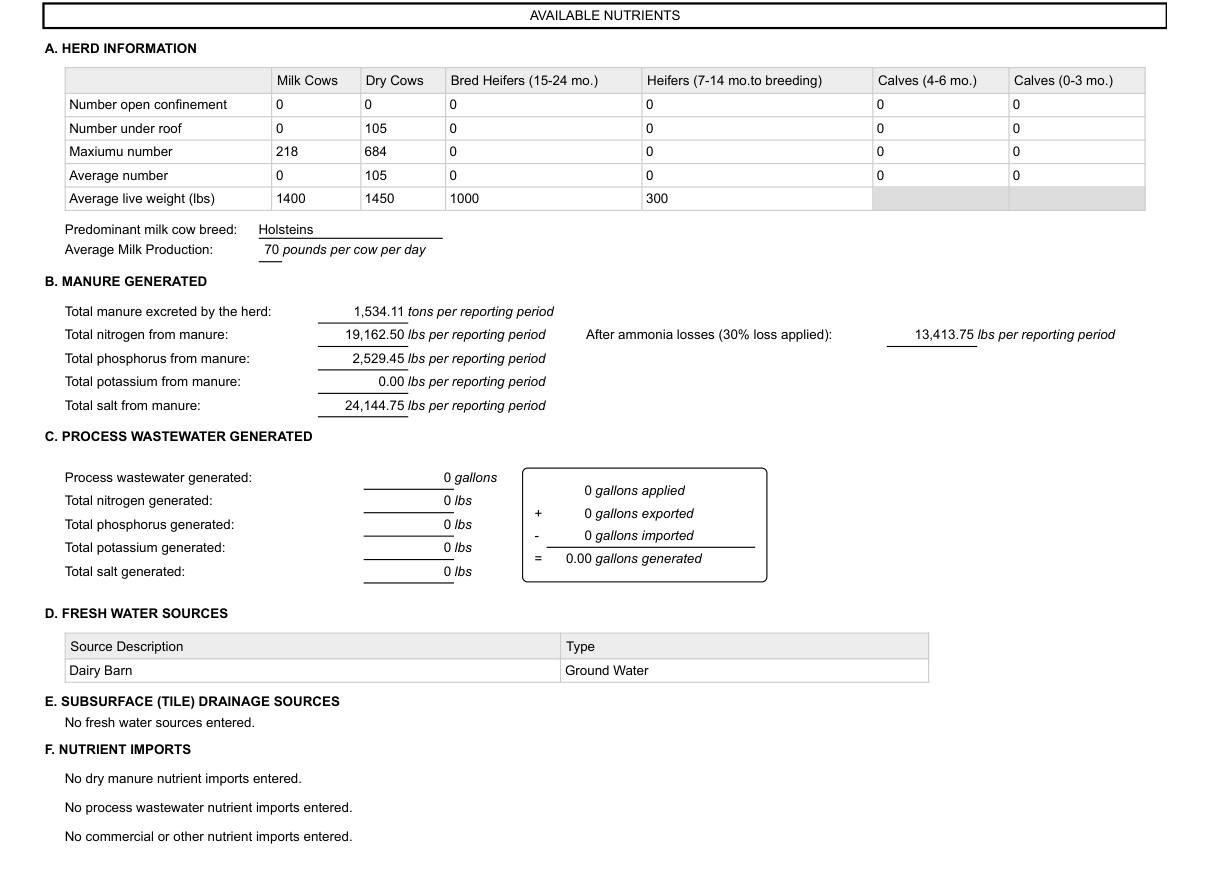 AVAILABLE NUTRIENTS
A. HERD INFORMATION
Milk Cows Dry Cows Bred Heifers (15-24 mo.) Heifers (7-14 mo.to breeding) Calves (4-6 mo.) Calves (0-3 mo.)
Number open confinement 0 0 0 0 0 0
Number under roof 0 105 0 0 0 0
Maxiumu number 218 684 0 0 0 0
Average number 0 105 0 0 0 0
Average live weight (lbs) 1400 1450 1000 300
Predominant milk cow breed: Holsteins
Average Milk Production: 70 pounds per cow per day
B. MANURE GENERATED
Total manure excreted by the herd: 1,534.11 tons per reporting period
Total nitrogen from manure: 19,162.50 lbs per reporting period After ammonia losses (30% loss applied): 13,413.75 lbs per reporting period
Total phosphorus from manure: 2,529.45 lbs per reporting period
Total potassium from manure: 0.00 lbs per reporting period
Total salt from manure: 24,144.75 lbs per reporting period
C. PROCESS WASTEWATER GENERATED
Process wastewater generated: 0 gallons
Total nitrogen generated: 0 lbs
Total phosphorus generated: 0 lbs
Total potassium generated: 0 lbs
Total salt generated: 0 lbs
0 gallons applied
+ 0 gallons exported
- 0 gallons imported
= 0.00 gallons generated
D. FRESH WATER SOURCES
Source Description Type
Dairy Barn Ground Water
E. SUBSURFACE (TILE) DRAINAGE SOURCES
No fresh water sources entered.
F. NUTRIENT IMPORTS
No dry manure nutrient imports entered.
No process wastewater nutrient imports entered.
No commercial or other nutrient imports entered.